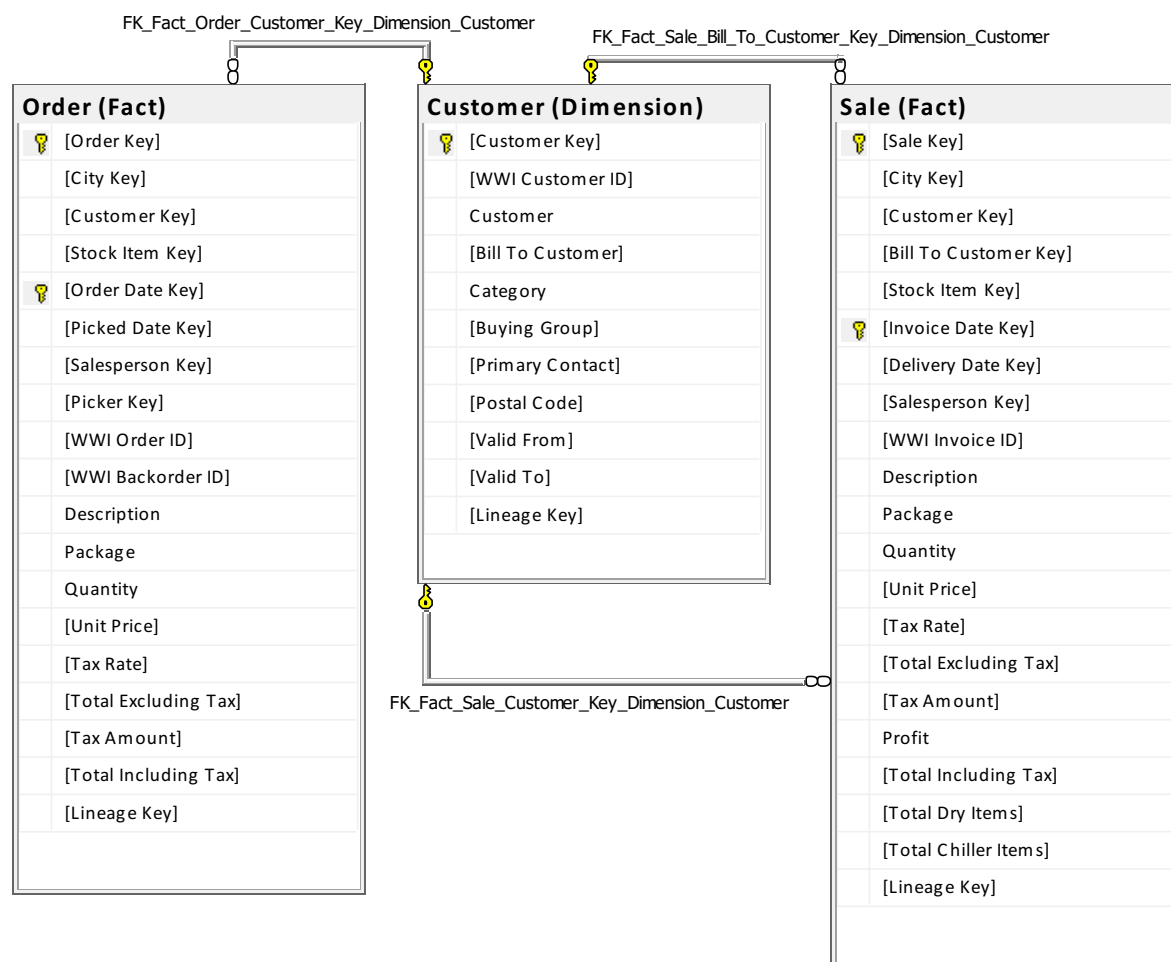 FK_Fact_Order_Customer_Key_Dimension_Customer
FK_Fact_Sale_Bill_To_Customer_Key_Dimension_Customer
Order (Fact)
[Order Key]
[City Key]
[Customer Key]
[Stock Item Key]
[Order Date Key]
[Picked Date Key]
[Salesperson Key]
[Picker Key]
[WWI Order ID]
[WWI Backorder ID]
Description
Package
Quantity
[Unit Price]
[Tax Rate]
[Total Excluding Tax]
[Tax Amount]
[Total Including Tax]
[Lineage Key]
Customer (Dimension)
[Customer Key]
[WWI Customer ID]
Customer
[Bill To Customer]
Category
[Buying Group]
[Primary Contact]
[Postal Code]
[Valid From]
[Valid To]
[Lineage Key]
FK_Fact_Sale_Customer_Key_Dimension_Customer
Sale (Fact)
[Sale Key]
[City Key]
[Customer Key]
[Bill To Customer Key]
[Stock Item Key]
[Invoice Date Key]
[Delivery Date Key]
[Salesperson Key]
[WWI Invoice ID]
Description
Package
Quantity
[Unit Price]
[Tax Rate]
[Total Excluding Tax]
[Tax Amount]
Profit
[Total Including Tax]
[Total Dry Items]
[Total Chiller Items]
[Lineage Key]